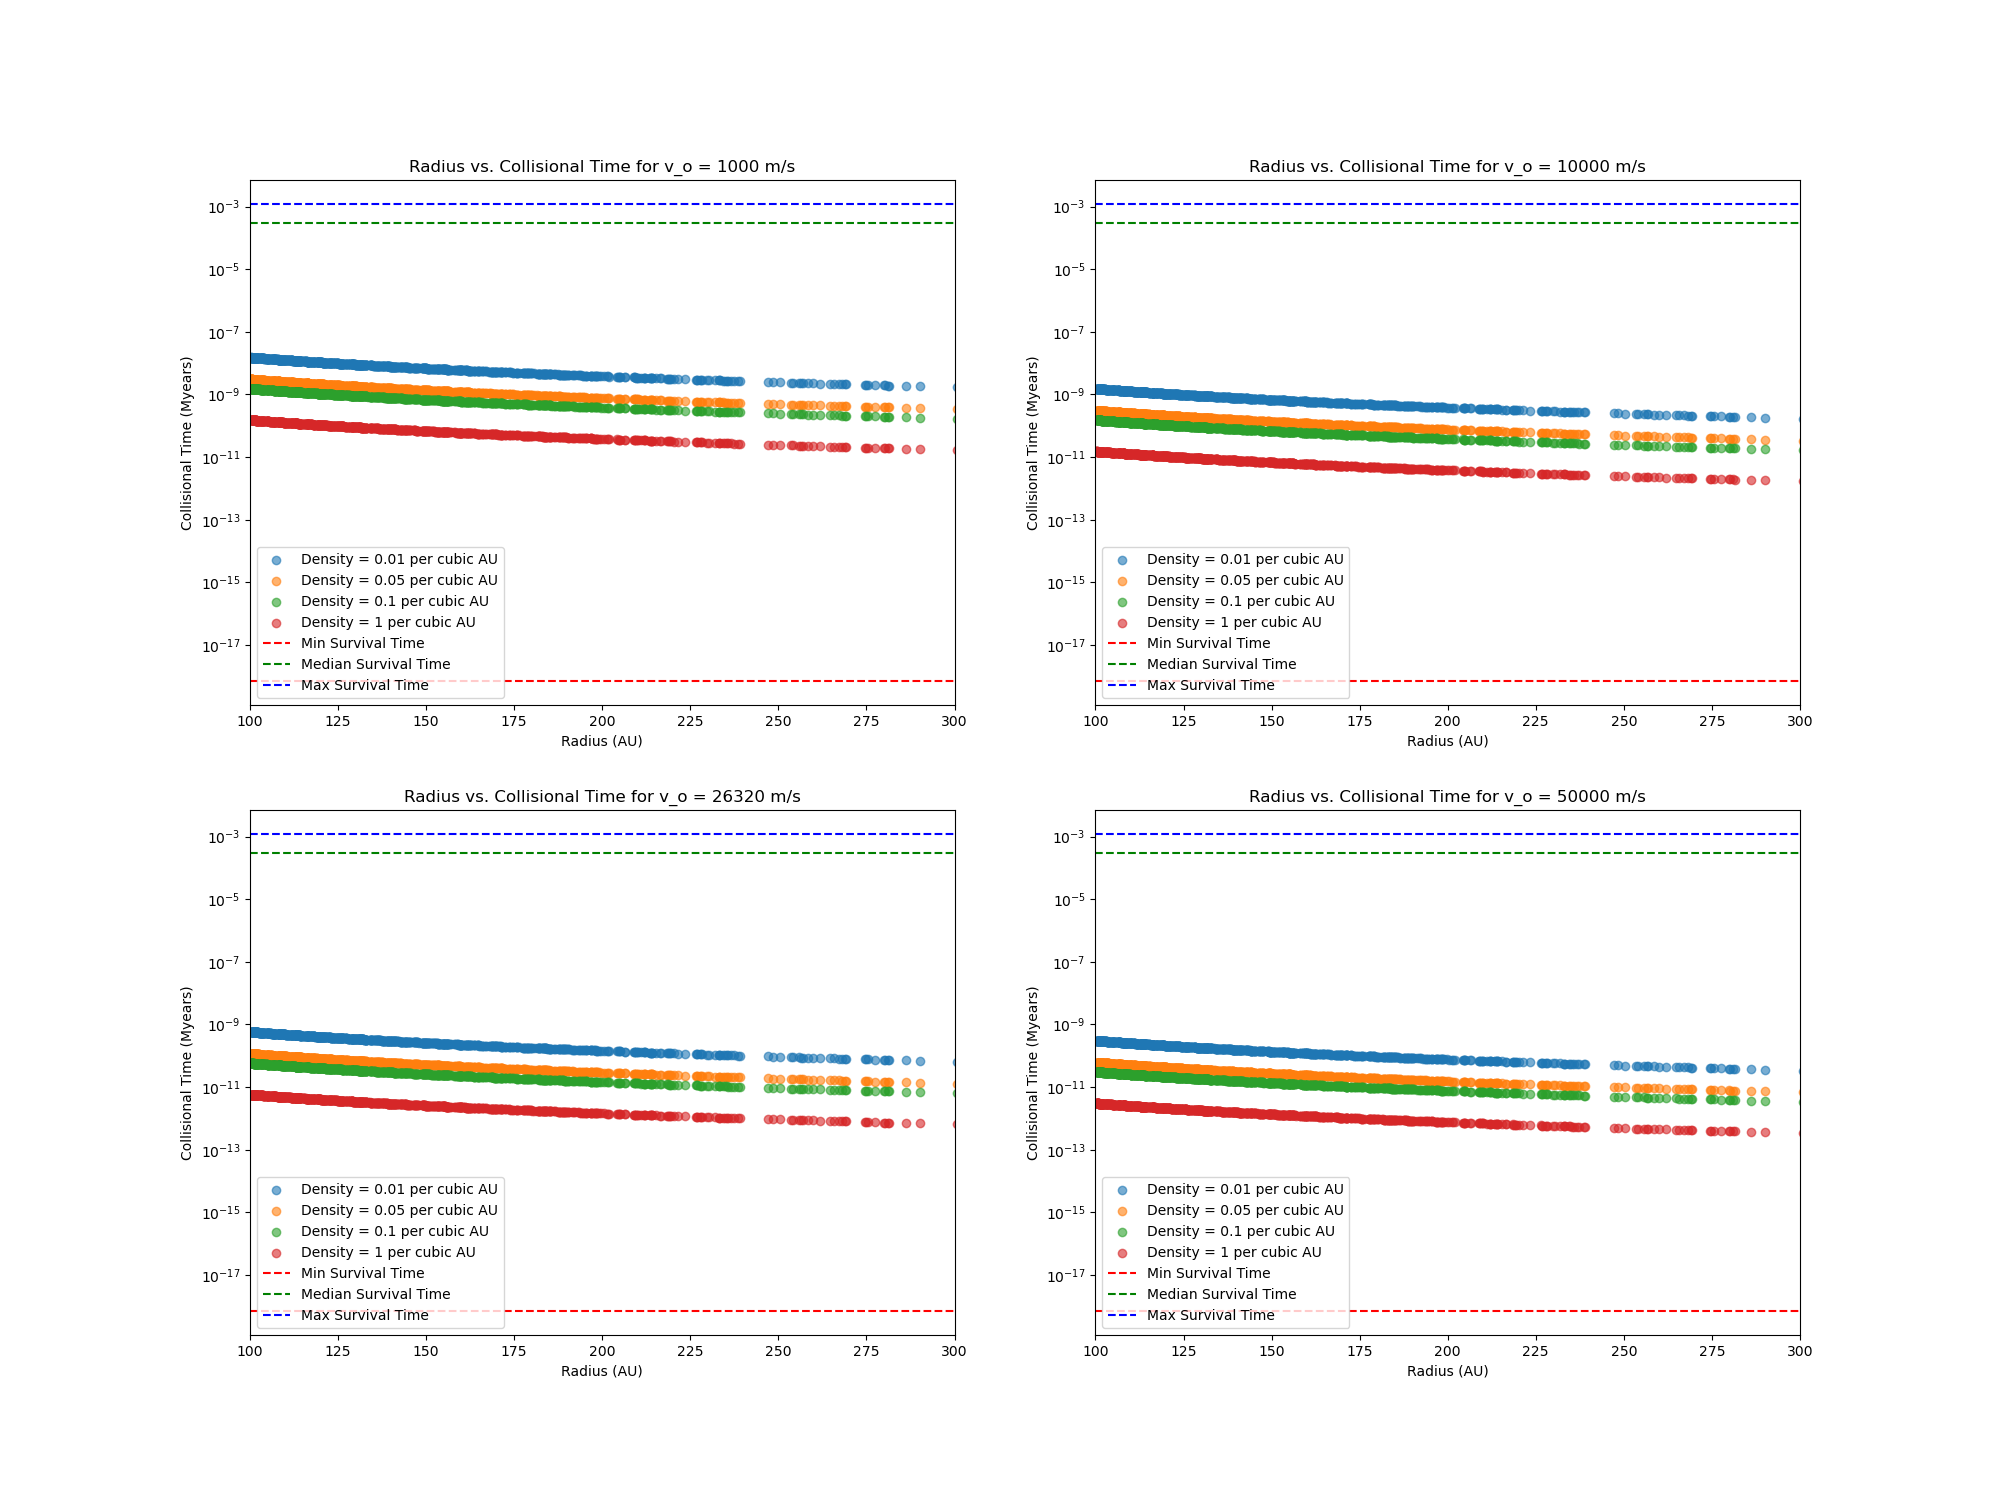 Radius vs. Collisional Time for v_o = 1000 m/s
Collisional Time (Myears)
10⁻³
10⁻⁵
10⁻⁷
10⁻⁹
10⁻¹¹
10⁻¹³
10⁻¹⁵
10⁻¹⁷
Density = 0.01 per cubic AU
Density = 0.05 per cubic AU
Density = 0.1 per cubic AU
Density = 1 per cubic AU
Min Survival Time
Median Survival Time
Max Survival Time
100 125 150 175 200 225 250 275 300
Radius (AU)
Radius vs. Collisional Time for v_o = 10000 m/s
Collisional Time (Myears)
10⁻³
10⁻⁵
10⁻⁷
10⁻⁹
10⁻¹¹
10⁻¹³
10⁻¹⁵
10⁻¹⁷
Density = 0.01 per cubic AU
Density = 0.05 per cubic AU
Density = 0.1 per cubic AU
Density = 1 per cubic AU
Min Survival Time
Median Survival Time
Max Survival Time
100 125 150 175 200 225 250 275 300
Radius (AU)
Radius vs. Collisional Time for v_o = 26320 m/s
Collisional Time (Myears)
10⁻³
10⁻⁵
10⁻⁷
10⁻⁹
10⁻¹¹
10⁻¹³
10⁻¹⁵
10⁻¹⁷
Density = 0.01 per cubic AU
Density = 0.05 per cubic AU
Density = 0.1 per cubic AU
Density = 1 per cubic AU
Min Survival Time
Median Survival Time
Max Survival Time
100 125 150 175 200 225 250 275 300
Radius (AU)
Radius vs. Collisional Time for v_o = 50000 m/s
Collisional Time (Myears)
10⁻³
10⁻⁵
10⁻⁷
10⁻⁹
10⁻¹¹
10⁻¹³
10⁻¹⁵
10⁻¹⁷
Density = 0.01 per cubic AU
Density = 0.05 per cubic AU
Density = 0.1 per cubic AU
Density = 1 per cubic AU
Min Survival Time
Median Survival Time
Max Survival Time
100 125 150 175 200 225 250 275 300
Radius (AU)